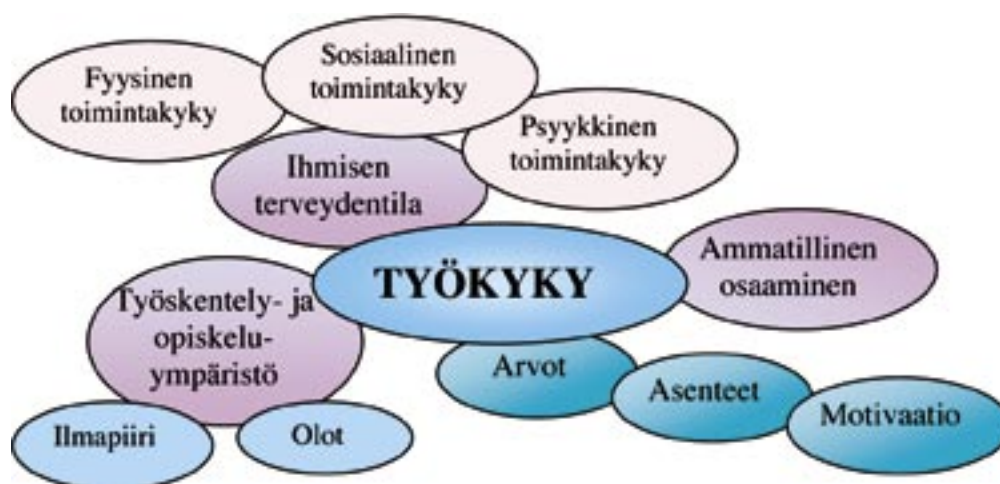 Fyysinen
toimintakyky
Sosiaalinen
toimintakyky
Psyykkinen
toimintakyky
Ihmisen
terveydentila
TYÖKYKY
Ammatillinen
osaaminen
Työskentely- ja
opiskelu-
ympäristö
Arvot
Asenteet
Motivaatio
Ilmapiiri
Olot